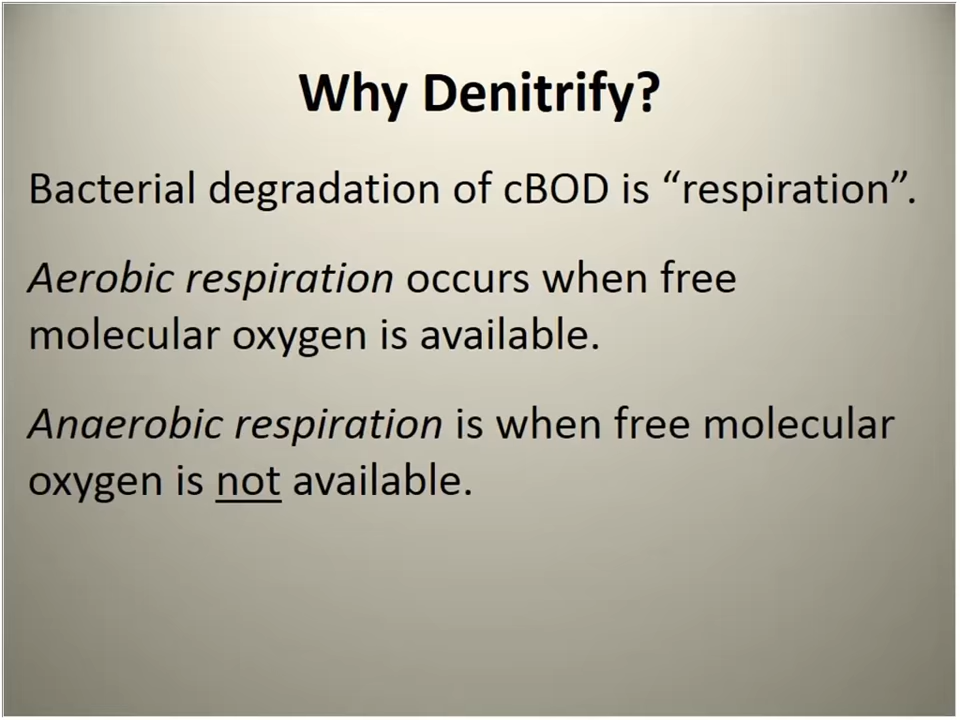 Why Denitrify?
Bacterial degradation of cBOD is “respiration”.
Aerobic respiration occurs when free
molecular oxygen is available.
Anaerobic respiration is when free molecular
oxygen is not available.